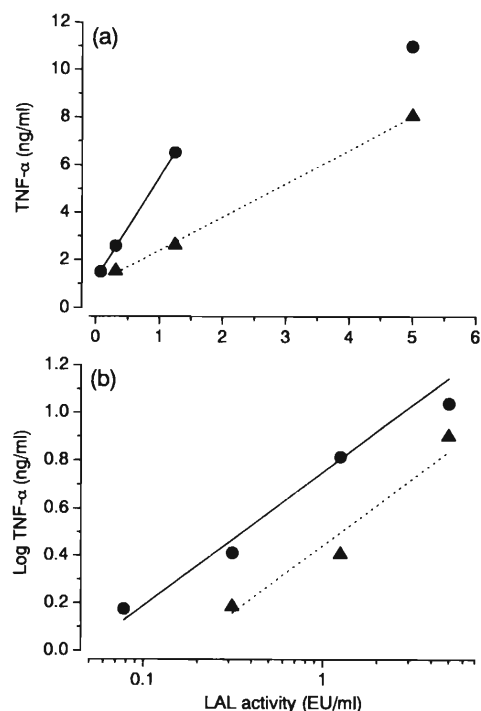 (a)
TNF-α (ng/ml)
12
10
8
6
4
2
0
0 1 2 3 4 5 6
(b)
Log TNF-α (ng/ml)
1.2
1.0
0.8
0.6
0.4
0.2
0.0
0.1 1
LAL activity (EU/ml)